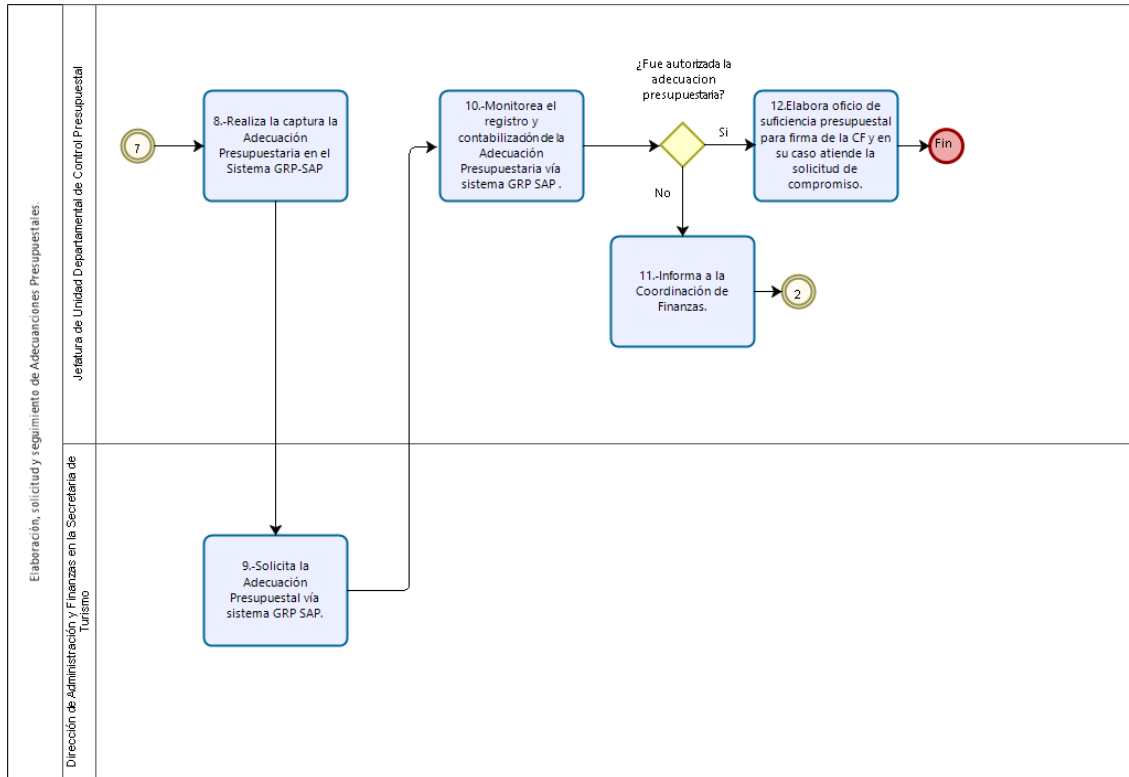 Elaboración, solicitud y seguimiento de Adecuanciones Presupuestales.
Jefatura de Unidad Departamental de Control Presupuestal
7
8.-Realiza la captura la
Adecuación
Presupuestaria en el
Sistema GRP-SAP
10.-Monitorea el
registro y
contabilización de la
Adecuación
Presupuestaria vía
sistema GRP SAP .
¿Fue autorizada la
adecuacion
presupuestaria?
Si
No
12.Elabora oficio de
suficiencia presupuestal
para firma de la CF y en
su caso atiende la
solicitud de
compromiso.
Fin
11.-Informa a la
Coordinación de
Finanzas.
2
Dirección de Administración y Finanzas en la Secretaria de
Turismo
9.-Solicita la
Adecuación
Presupuestal vía
sistema GRP SAP.